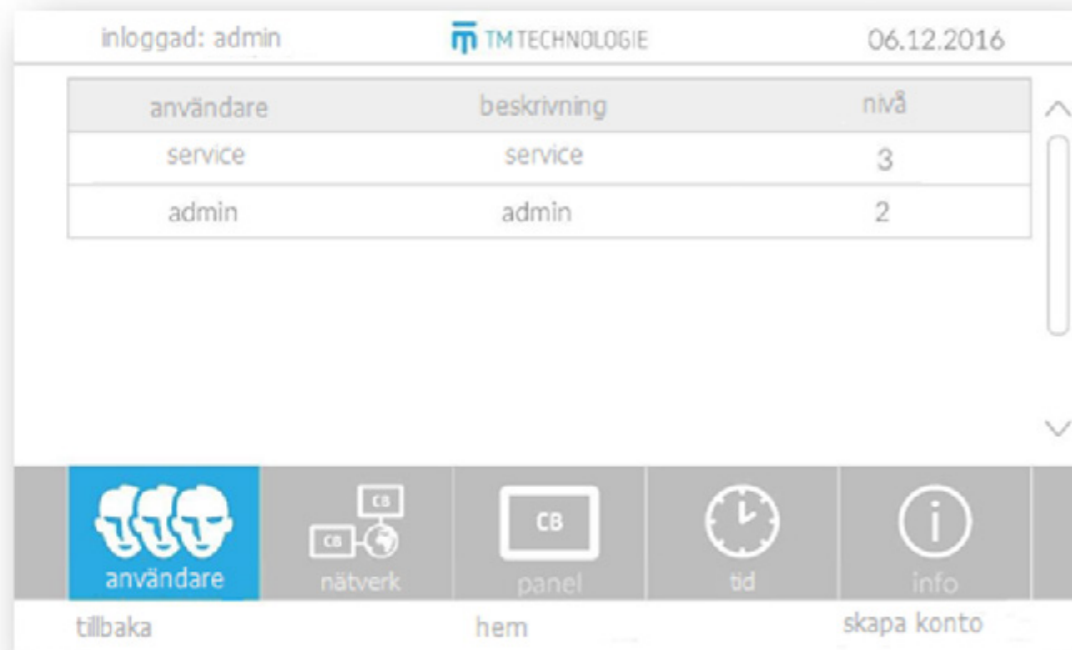 inloggad: admin TM TECHNOLOGIE 06.12.2016
användare beskrivning nivå
service service 3
admin admin 2
CB
CB CB
användare nätverk panel tid info
tillbaka hem skapa konto